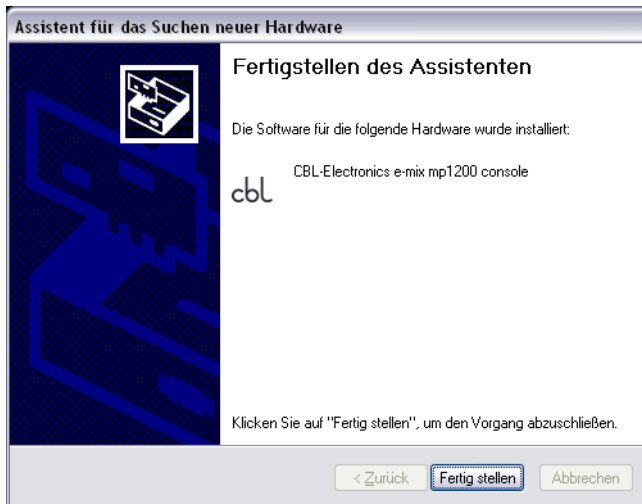 Assistent für das Suchen neuer Hardware
Fertigstellen des Assistenten
Die Software für die folgende Hardware wurde installiert:
CBL-Electronics e-mix mp1200 console
cbl
Klicken Sie auf "Fertig stellen", um den Vorgang abzuschließen.
< Zurück Fertig stellen Abbrechen